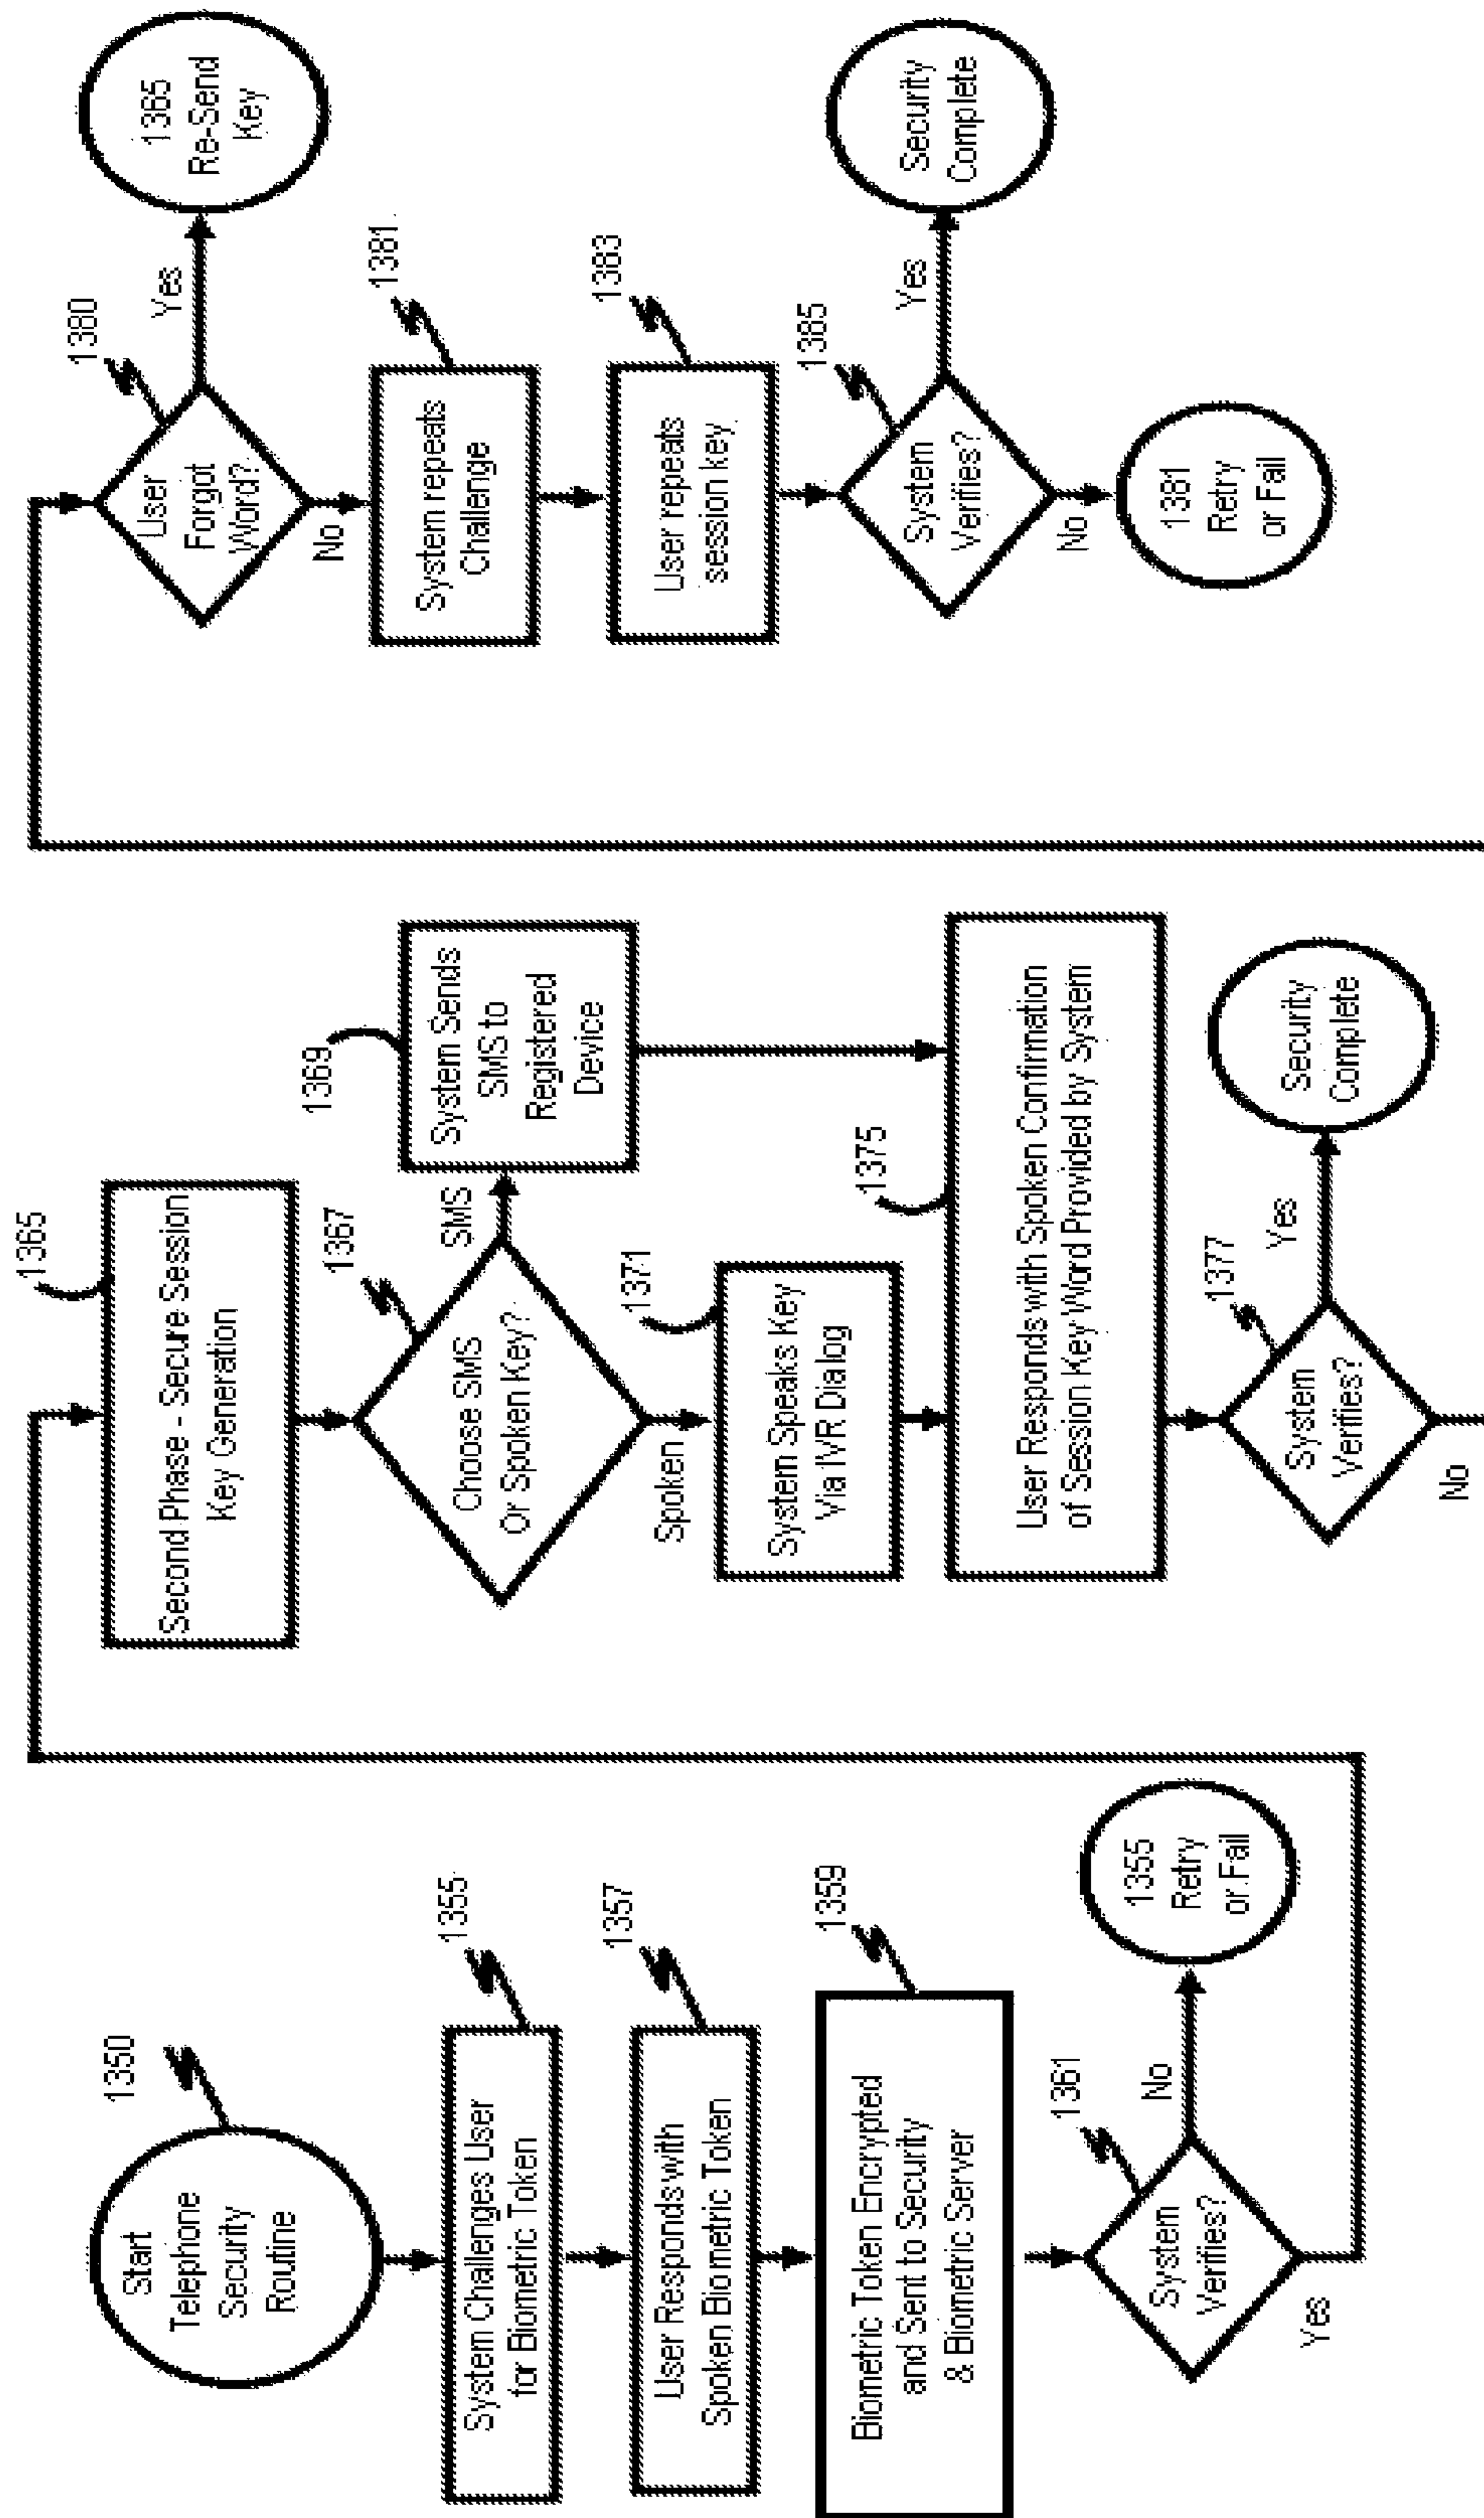 1350
Start
Telephone
Security
Routine
1355
System Challenges User
for Biometric Token
1357
User Responds with
Spoken Biometric Token
1359
Biometric Token Encrypted
and Sent to Security
& Biometric Server
1361
System
Verifies?
No
1355
Retry
or Fail
Yes
1365
Second Phase - Secure Session
Key Generation
1367
Choose SMS
Or Spoken Key?
SMS
1369
System Sends
SMS to
Registered
Device
Spoken
1371
System Speaks Key
Via IVR Dialog
1375
User Responds with Spoken Confirmation
of Session Key Word Provided by System
1377
System
Verifies?
Yes
Security
Complete
No
1380
User
Forgot
Word?
Yes
1365
Re-Send
Key
No
1381
System repeats
Challenge
1383
User repeats
session key
1385
System
Verifies?
Yes
Security
Complete
No
1381
Retry
or Fail